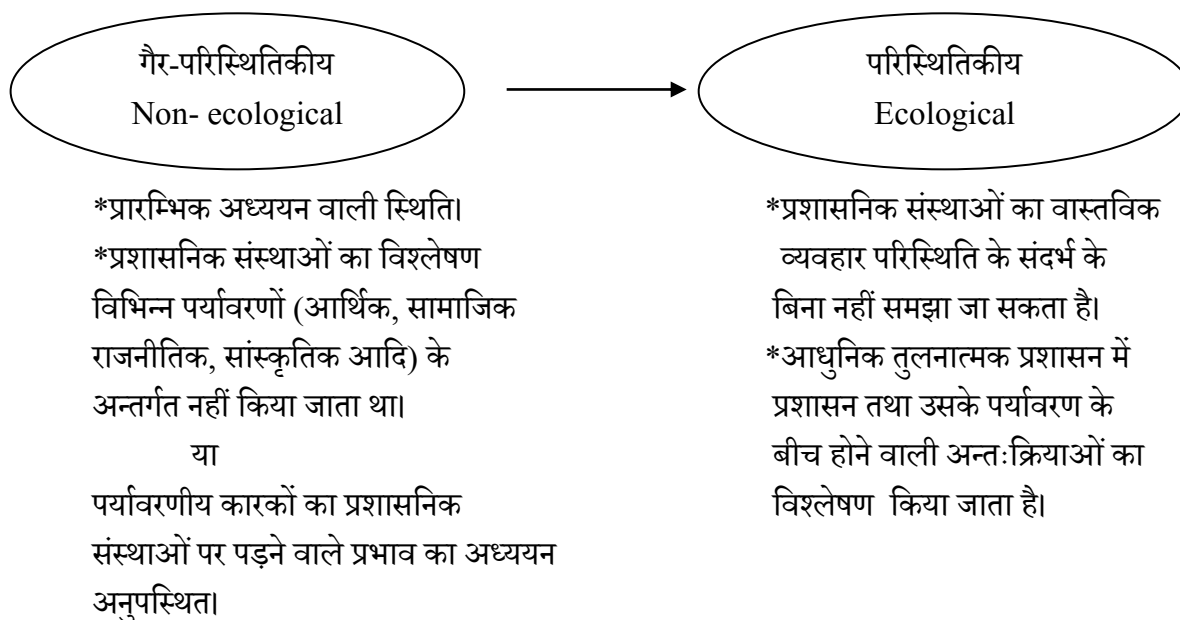 गैर-परिस्थितिकीय
Non- ecological
परिस्थितिकीय
Ecological
*प्रारम्भिक अध्ययन वाली स्थिति।
*प्रशासनिक संस्थाओं का विश्लेषण
विभिन्न पर्यावरणों (आर्थिक, सामाजिक
राजनीतिक, सांस्कृतिक आदि) के
अन्तर्गत नहीं किया जाता था।
या
पर्यावरणीय कारकों का प्रशासनिक
संस्थाओं पर पड़ने वाले प्रभाव का अध्ययन
अनुपस्थित।
*प्रशासनिक संस्थाओं का वास्तविक
व्यवहार परिस्थिति के संदर्भ के
बिना नहीं समझा जा सकता है।
*आधुनिक तुलनात्मक प्रशासन में
प्रशासन तथा उसके पर्यावरण के
बीच होने वाली अन्तःक्रियाओं का
विश्लेषण किया जाता है।